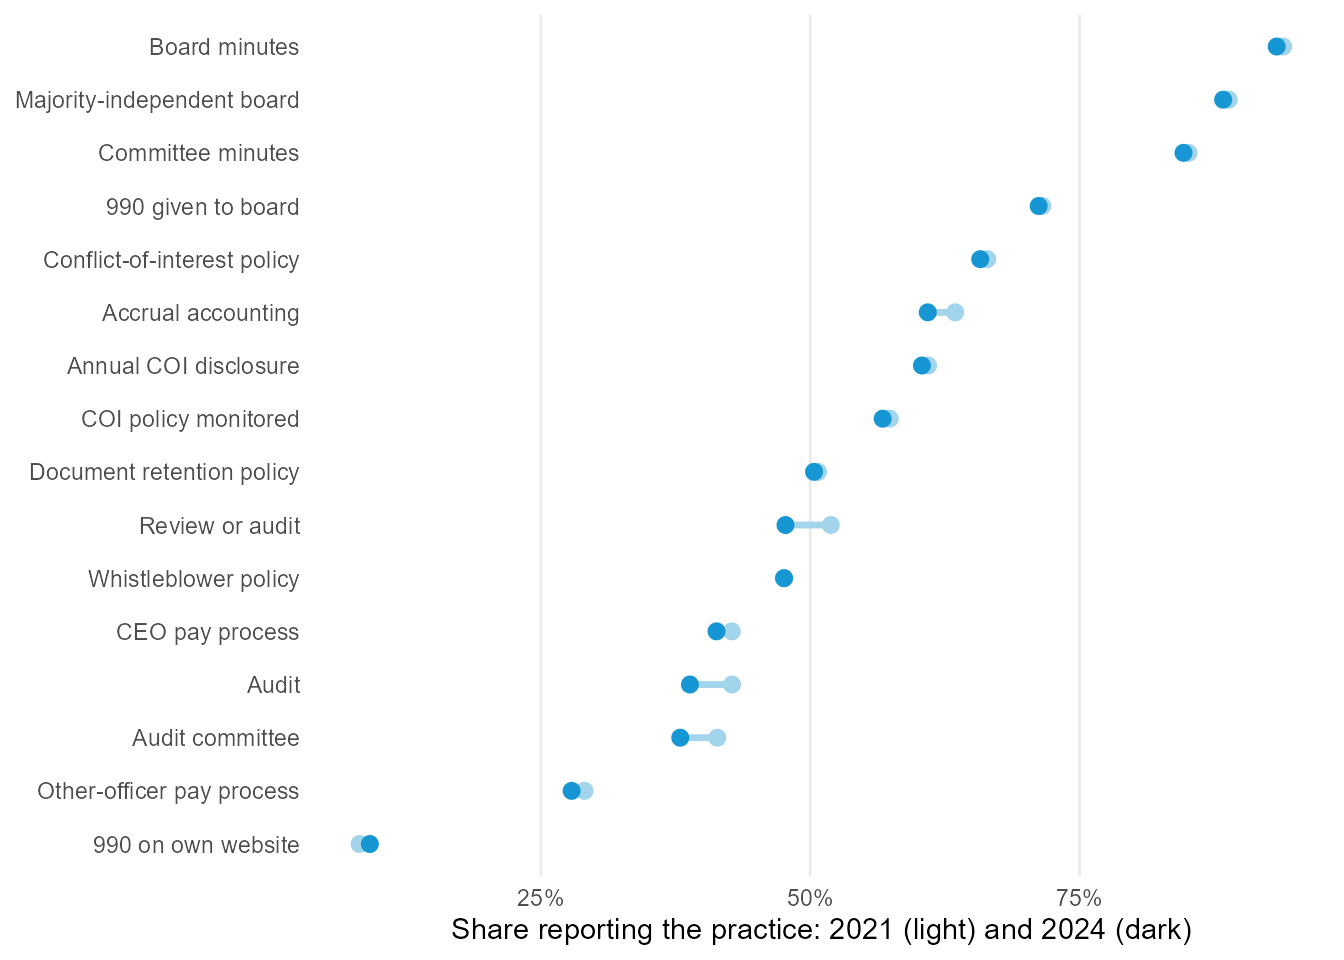 Board minutes
Majority-independent board
Committee minutes
990 given to board
Conflict-of-interest policy
Accrual accounting
Annual COI disclosure
COI policy monitored
Document retention policy
Review or audit
Whistleblower policy
CEO pay process
Audit
Audit committee
Other-officer pay process
990 on own website
25% 50% 75%
Share reporting the practice: 2021 (light) and 2024 (dark)